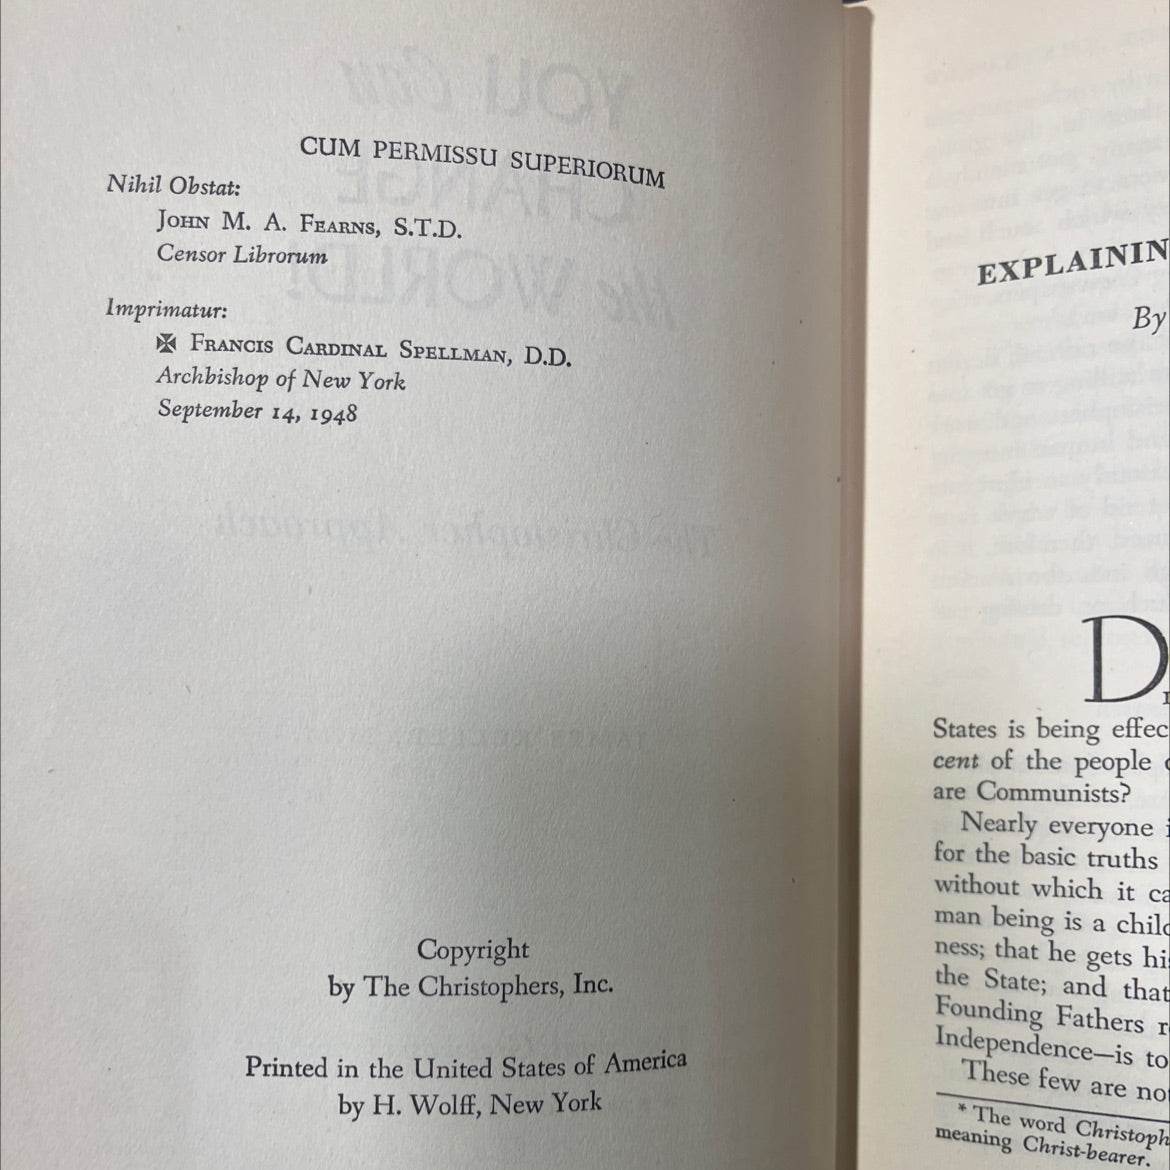 CUM PERMISSU SUPERIORUM
Nihil Obstat:
John M. A. Fearns, S.T.D.
Censor Librorum
Imprimatur:
✠ Francis Cardinal Spellman, D.D.
Archbishop of New York
September 14, 1948
Copyright
by The Christophers, Inc.
Printed in the United States of America
by H. Wolff, New York
EXPLAININ
By
D
States is being effec
cent of the people
are Communists?
Nearly everyone i
for the basic truths
without which it ca
man being is a child
ness; that he gets his
the State; and that
Founding Fathers r
Independence—is to
These few are not
* The word Christoph
meaning Christ-bearer.